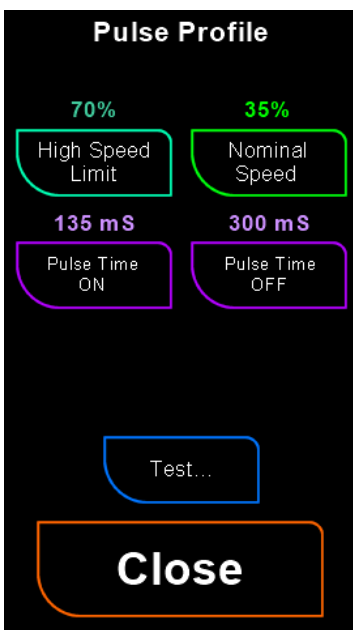 Pulse Profile
70%
35%
High Speed
Limit
Nominal
Speed
135 mS
300 mS
Pulse Time
ON
Pulse Time
OFF
Test...
Close